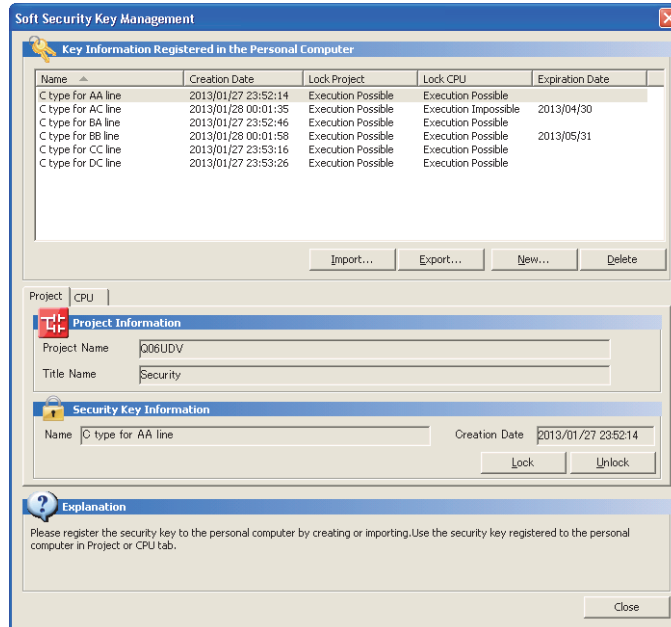 Soft Security Key Management
Key Information Registered in the Personal Computer
Name Creation Date Lock Project Lock CPU Expiration Date
C type for AA line 2013/01/27 23:52:14 Execution Possible Execution Possible
C type for AC line 2013/01/28 00:01:35 Execution Possible Execution Impossible 2013/04/30
C type for BA line 2013/01/27 23:52:46 Execution Possible Execution Possible
C type for BB line 2013/01/28 00:01:58 Execution Possible Execution Possible 2013/05/31
C type for CC line 2013/01/27 23:53:16 Execution Possible Execution Possible
C type for DC line 2013/01/27 23:53:26 Execution Possible Execution Possible
Import... Export... New... Delete
Project CPU
Project Information
Project Name Q06UDV
Title Name Security
Security Key Information
Name C type for AA line Creation Date 2013/01/27 23:52:14
Lock Unlock
Explanation
Please register the security key to the personal computer by creating or importing.Use the security key registered to the personal
computer in Project or CPU tab.
Close